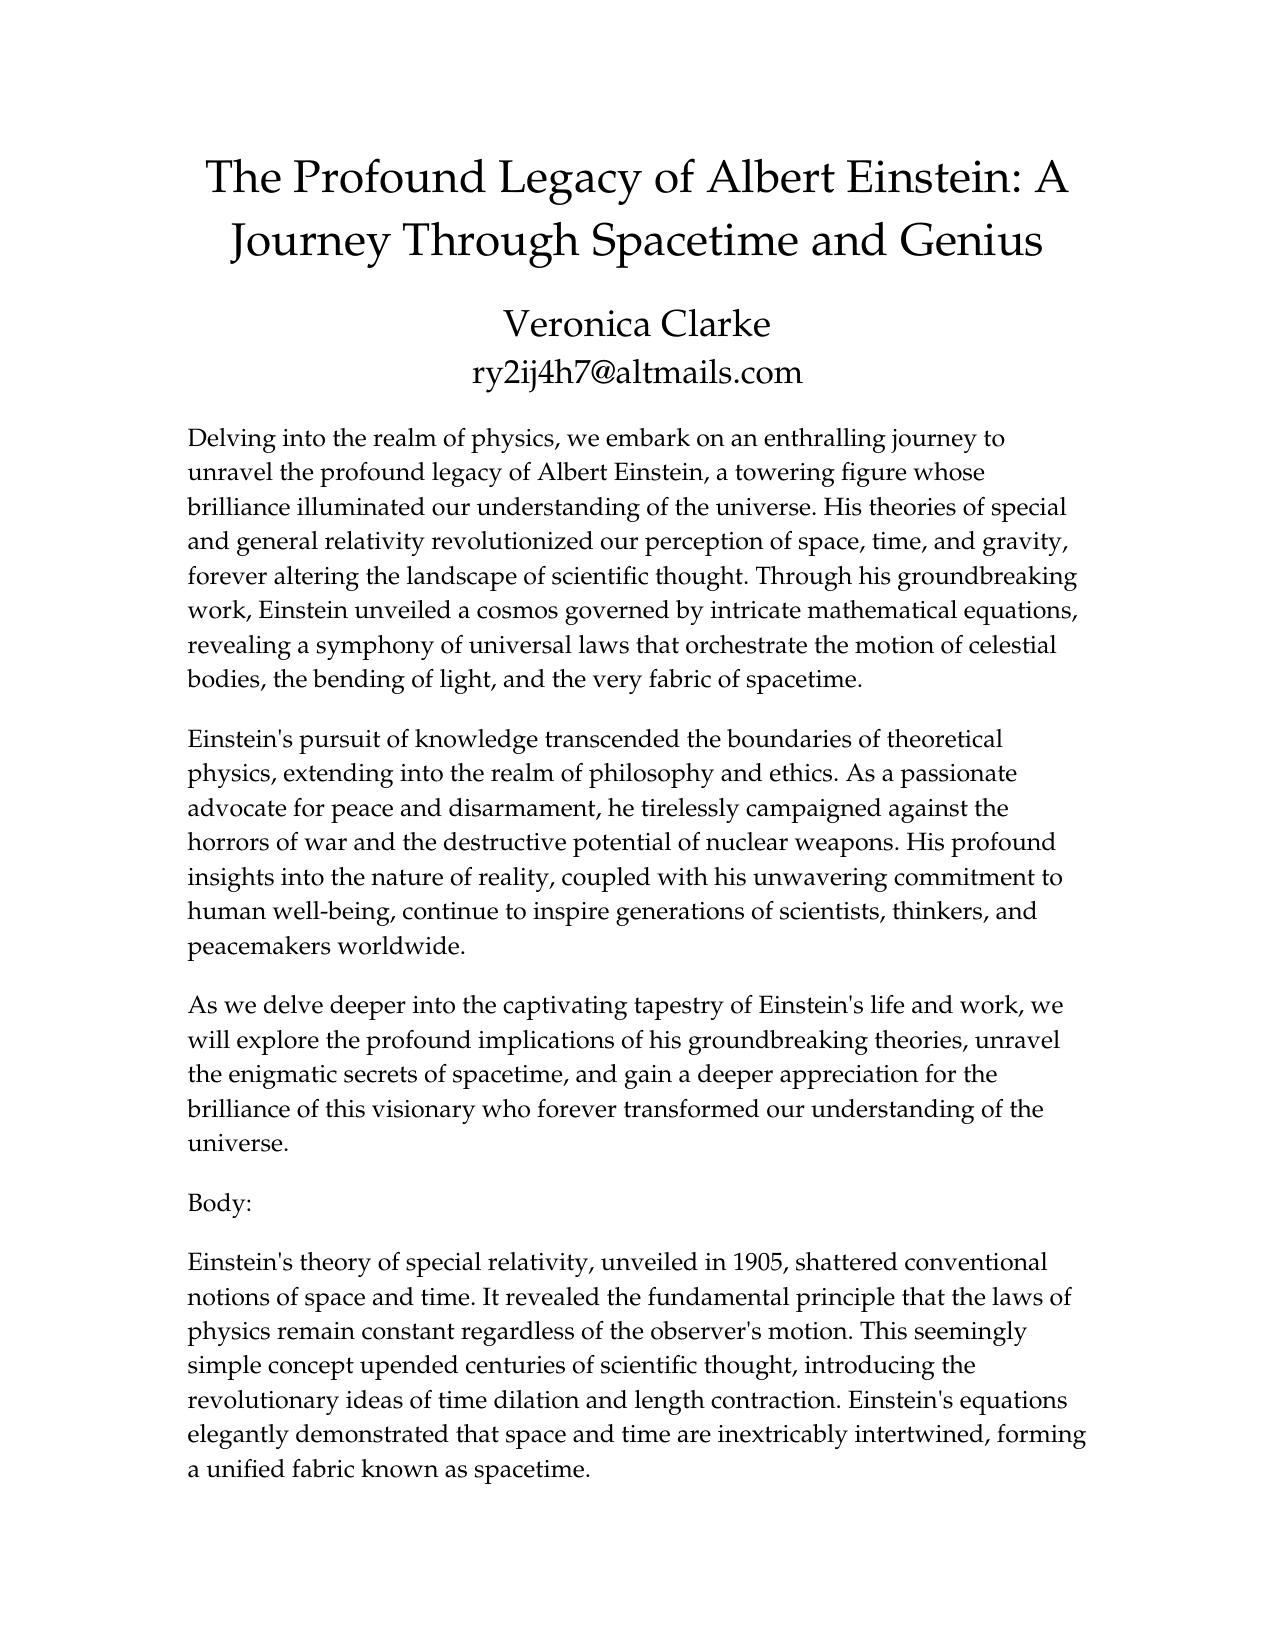 The Profound Legacy of Albert Einstein: A
Journey Through Spacetime and Genius
Veronica Clarke
ry2ij4h7@altmails.com
Delving into the realm of physics, we embark on an enthralling journey to
unravel the profound legacy of Albert Einstein, a towering figure whose
brilliance illuminated our understanding of the universe. His theories of special
and general relativity revolutionized our perception of space, time, and gravity,
forever altering the landscape of scientific thought. Through his groundbreaking
work, Einstein unveiled a cosmos governed by intricate mathematical equations,
revealing a symphony of universal laws that orchestrate the motion of celestial
bodies, the bending of light, and the very fabric of spacetime.
Einstein's pursuit of knowledge transcended the boundaries of theoretical
physics, extending into the realm of philosophy and ethics. As a passionate
advocate for peace and disarmament, he tirelessly campaigned against the
horrors of war and the destructive potential of nuclear weapons. His profound
insights into the nature of reality, coupled with his unwavering commitment to
human well-being, continue to inspire generations of scientists, thinkers, and
peacemakers worldwide.
As we delve deeper into the captivating tapestry of Einstein's life and work, we
will explore the profound implications of his groundbreaking theories, unravel
the enigmatic secrets of spacetime, and gain a deeper appreciation for the
brilliance of this visionary who forever transformed our understanding of the
universe.
Body:
Einstein's theory of special relativity, unveiled in 1905, shattered conventional
notions of space and time. It revealed the fundamental principle that the laws of
physics remain constant regardless of the observer's motion. This seemingly
simple concept upended centuries of scientific thought, introducing the
revolutionary ideas of time dilation and length contraction. Einstein's equations
elegantly demonstrated that space and time are inextricably intertwined, forming
a unified fabric known as spacetime.